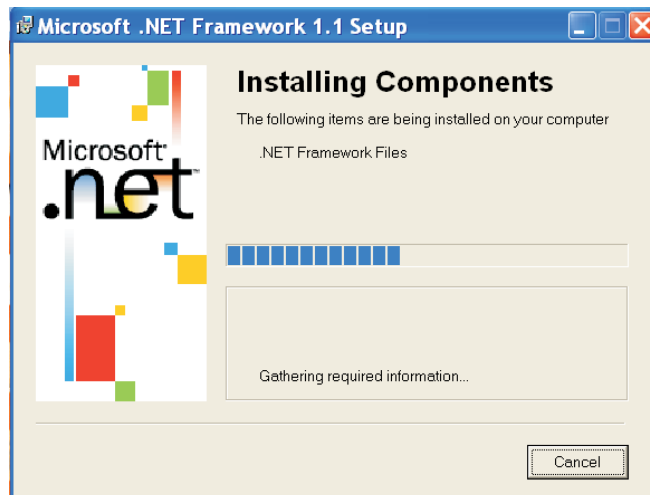 Microsoft .NET Framework 1.1 Setup
Installing Components
The following items are being installed on your computer
.NET Framework Files
Microsoft
.net
Gathering required information...
Cancel